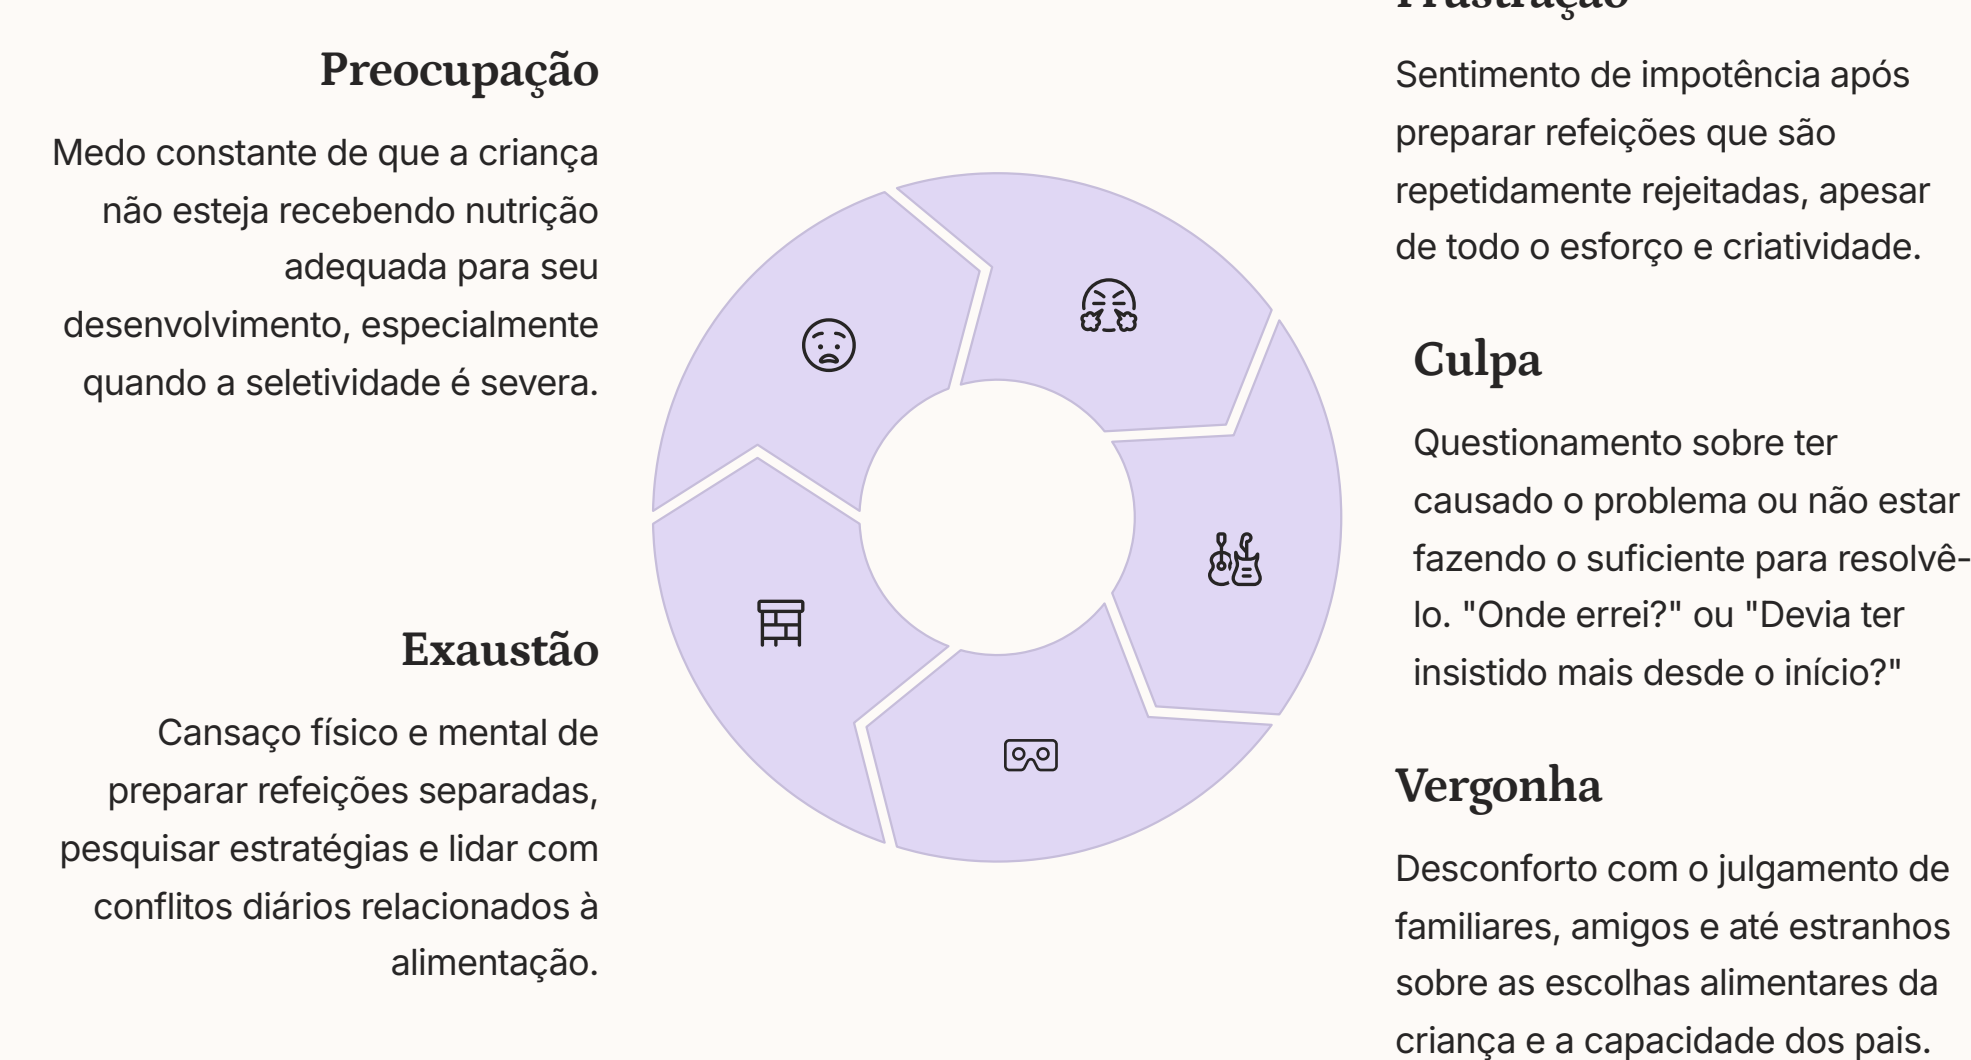 Preocupação
Medo constante de que a criança
não esteja recebendo nutrição
adequada para seu
desenvolvimento, especialmente
quando a seletividade é severa.
Frustração
Sentimento de impotência após
preparar refeições que são
repetidamente rejeitadas, apesar
de todo o esforço e criatividade.
Culpa
Questionamento sobre ter
causado o problema ou não estar
fazendo o suficiente para resolvê-
lo. "Onde errei?" ou "Devia ter
insistido mais desde o início?"
Vergonha
Desconforto com o julgamento de
familiares, amigos e até estranhos
sobre as escolhas alimentares da
criança e a capacidade dos pais.
Exaustão
Cansaço físico e mental de
preparar refeições separadas,
pesquisar estratégias e lidar com
conflitos diários relacionados à
alimentação.